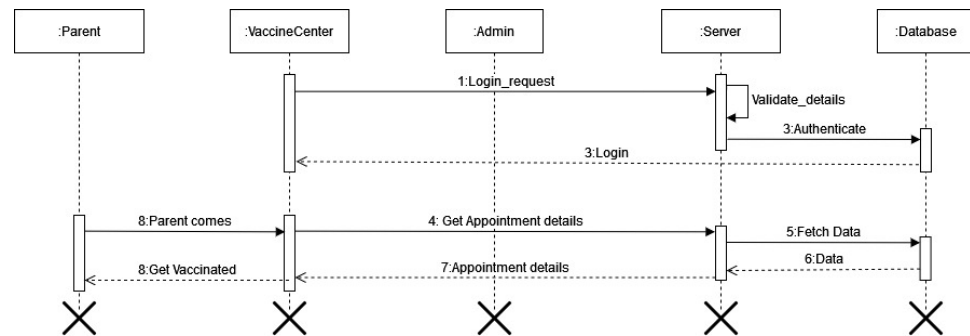 :Parent
:VaccineCenter
:Admin
:Server
:Database
1:Login_request
Validate_details
3:Authenticate
3:Login
8:Parent comes
4: Get Appointment details
5:Fetch Data
6:Data
7:Appointment details
8:Get Vaccinated